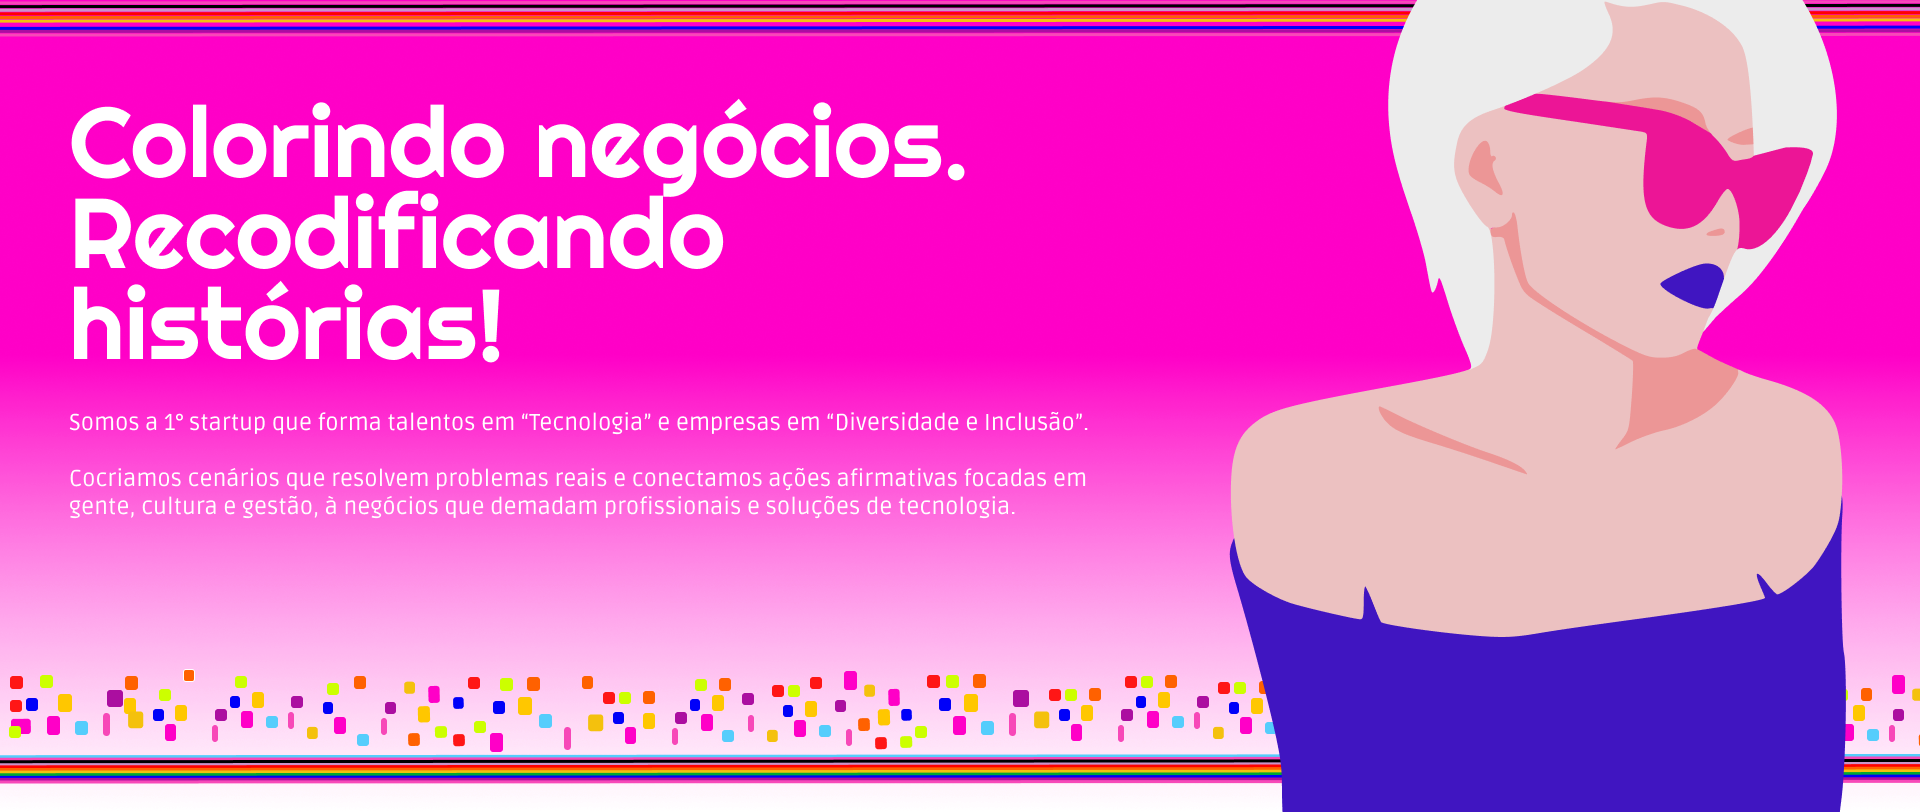 Colorindo negócios.
Recodificando
histórias!
Somos a 1° startup que forma talentos em “Tecnologia” e empresas em “Diversidade e Inclusão”.
Cocriamos cenários que resolvem problemas reais e conectamos ações afirmativas focadas em
gente, cultura e gestão, à negócios que demadam profissionais e soluções de tecnologia.